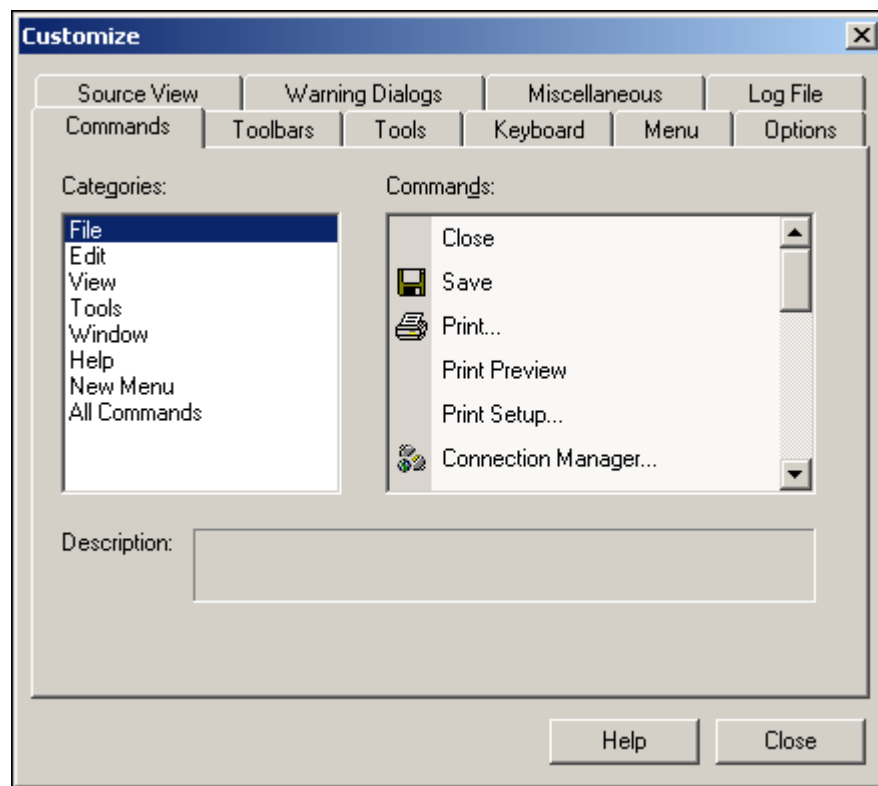 Customize
Source View Warning Dialogs Miscellaneous Log File
Commands Toolbars Tools Keyboard Menu Options
Categories:
File
Edit
View
Tools
Window
Help
New Menu
All Commands
Commands:
Close
Save
Print...
Print Preview
Print Setup...
Connection Manager...
Description:
Help Close